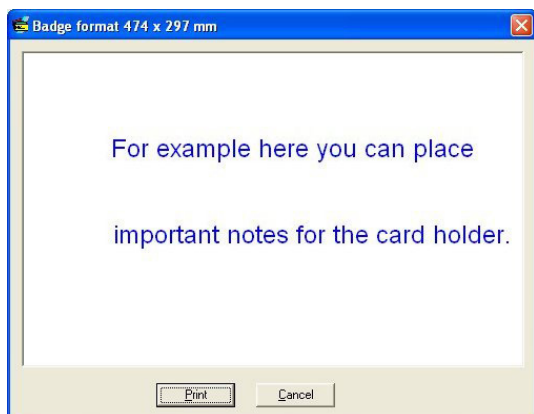 Badge format 474 x 297 mm
For example here you can place
important notes for the card holder.
Print
Cancel